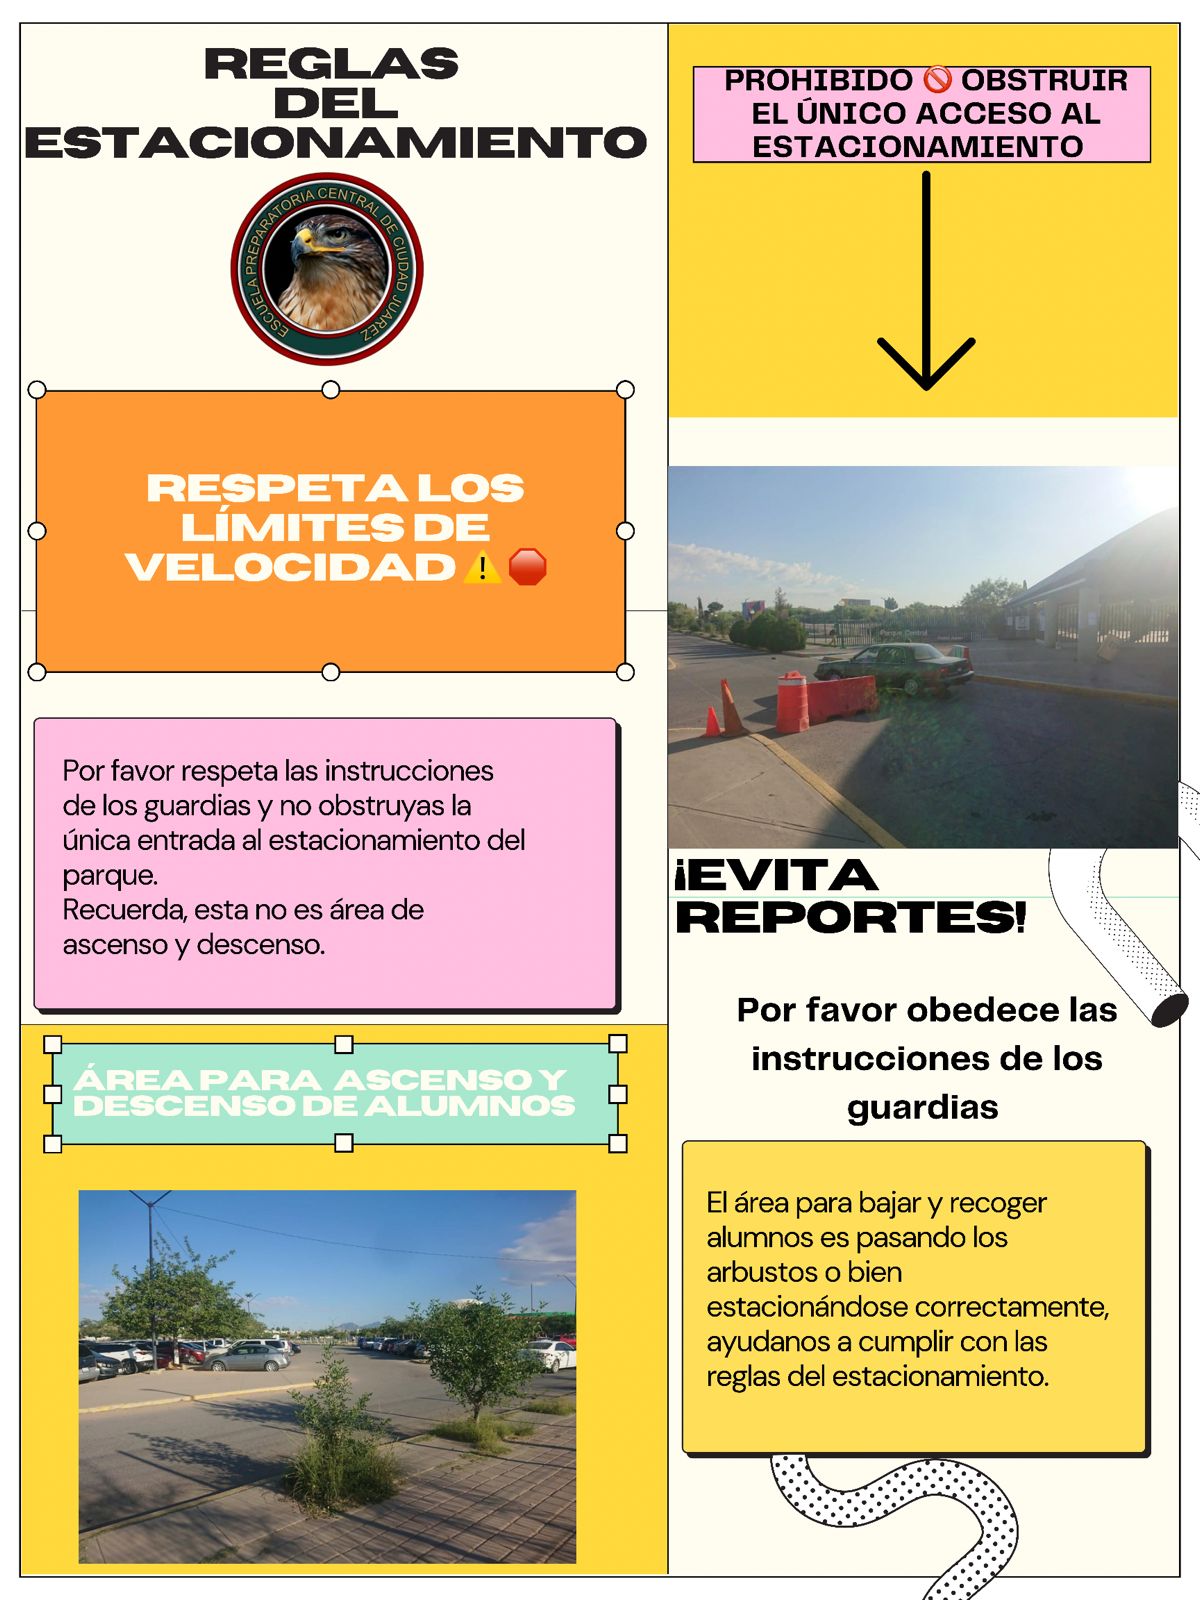 REGLAS
DEL
ESTACIONAMIENTO
ESCUELA PREPARATORIA CENTRAL DE CIUDAD JUAREZ
RESPETA LOS
LÍMITES DE
VELOCIDAD ⚠️🛑
Por favor respeta las instrucciones
de los guardias y no obstruyas la
única entrada al estacionamiento del
parque.
Recuerda, esta no es área de
ascenso y descenso.
ÁREA PARA ASCENSO Y
DESCENSO DE ALUMNOS
PROHIBIDO 🚫 OBSTRUIR
EL ÚNICO ACCESO AL
ESTACIONAMIENTO
Parque Central
¡EVITA
REPORTES!
Por favor obedece las
instrucciones de los
guardias
El área para bajar y recoger
alumnos es pasando los
arbustos o bien
estacionándose correctamente,
ayudanos a cumplir con las
reglas del estacionamiento.